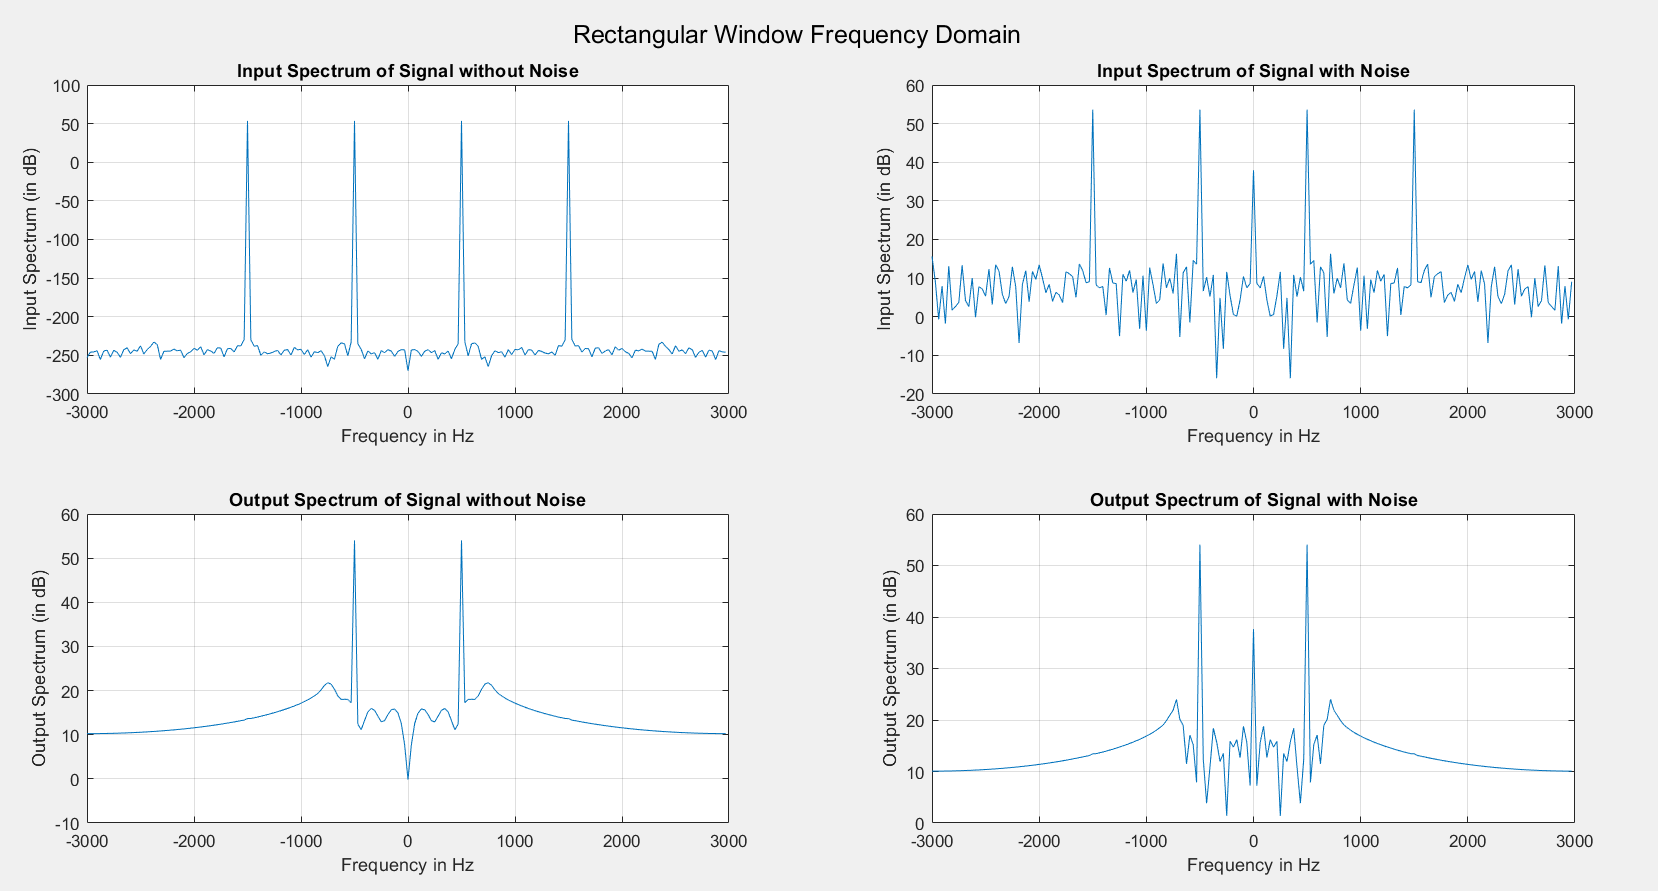 Rectangular Window Frequency Domain
Input Spectrum of Signal without Noise
Input Spectrum (in dB)
100
50
0
-50
-100
-150
-200
-250
-300
-3000 -2000 -1000 0 1000 2000 3000
Frequency in Hz
Input Spectrum of Signal with Noise
Input Spectrum (in dB)
60
50
40
30
20
10
0
-10
-20
-3000 -2000 -1000 0 1000 2000 3000
Frequency in Hz
Output Spectrum of Signal without Noise
Output Spectrum (in dB)
60
50
40
30
20
10
0
-10
-3000 -2000 -1000 0 1000 2000 3000
Frequency in Hz
Output Spectrum of Signal with Noise
Output Spectrum (in dB)
60
50
40
30
20
10
0
-3000 -2000 -1000 0 1000 2000 3000
Frequency in Hz